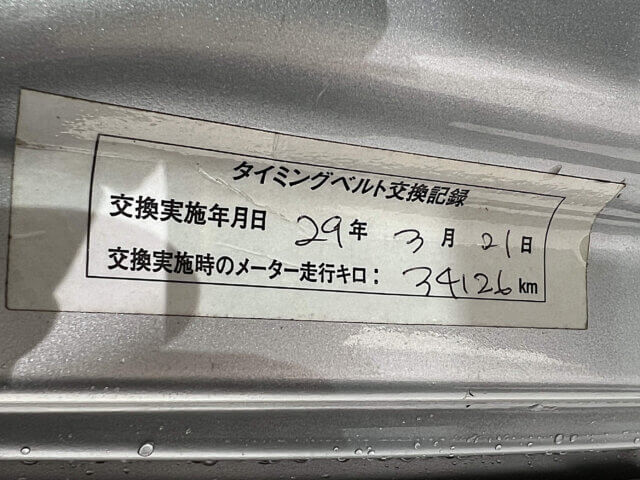 タイミングベルト交換記録
交換実施年月日 29年 3月 21日
交換実施時のメーター走行キロ: 34126km